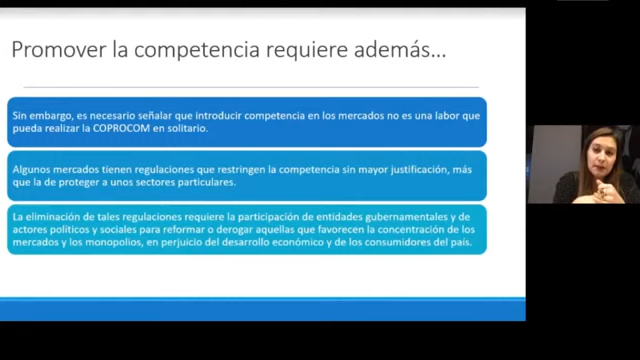 Promover la competencia requiere además...
Sin embargo, es necesario señalar que introducir competencia en los mercados no es una labor que
pueda realizar la COPROCOM en solitario.
Algunos mercados tienen regulaciones que restringen la competencia sin mayor justificación, más
que la de proteger a unos sectores particulares.
La eliminación de tales regulaciones requiere la participación de entidades gubernamentales y de
actores políticos y sociales para reformar o derogar aquellas que favorecen la concentración de los
mercados y los monopolios, en perjuicio del desarrollo económico y de los consumidores del país.